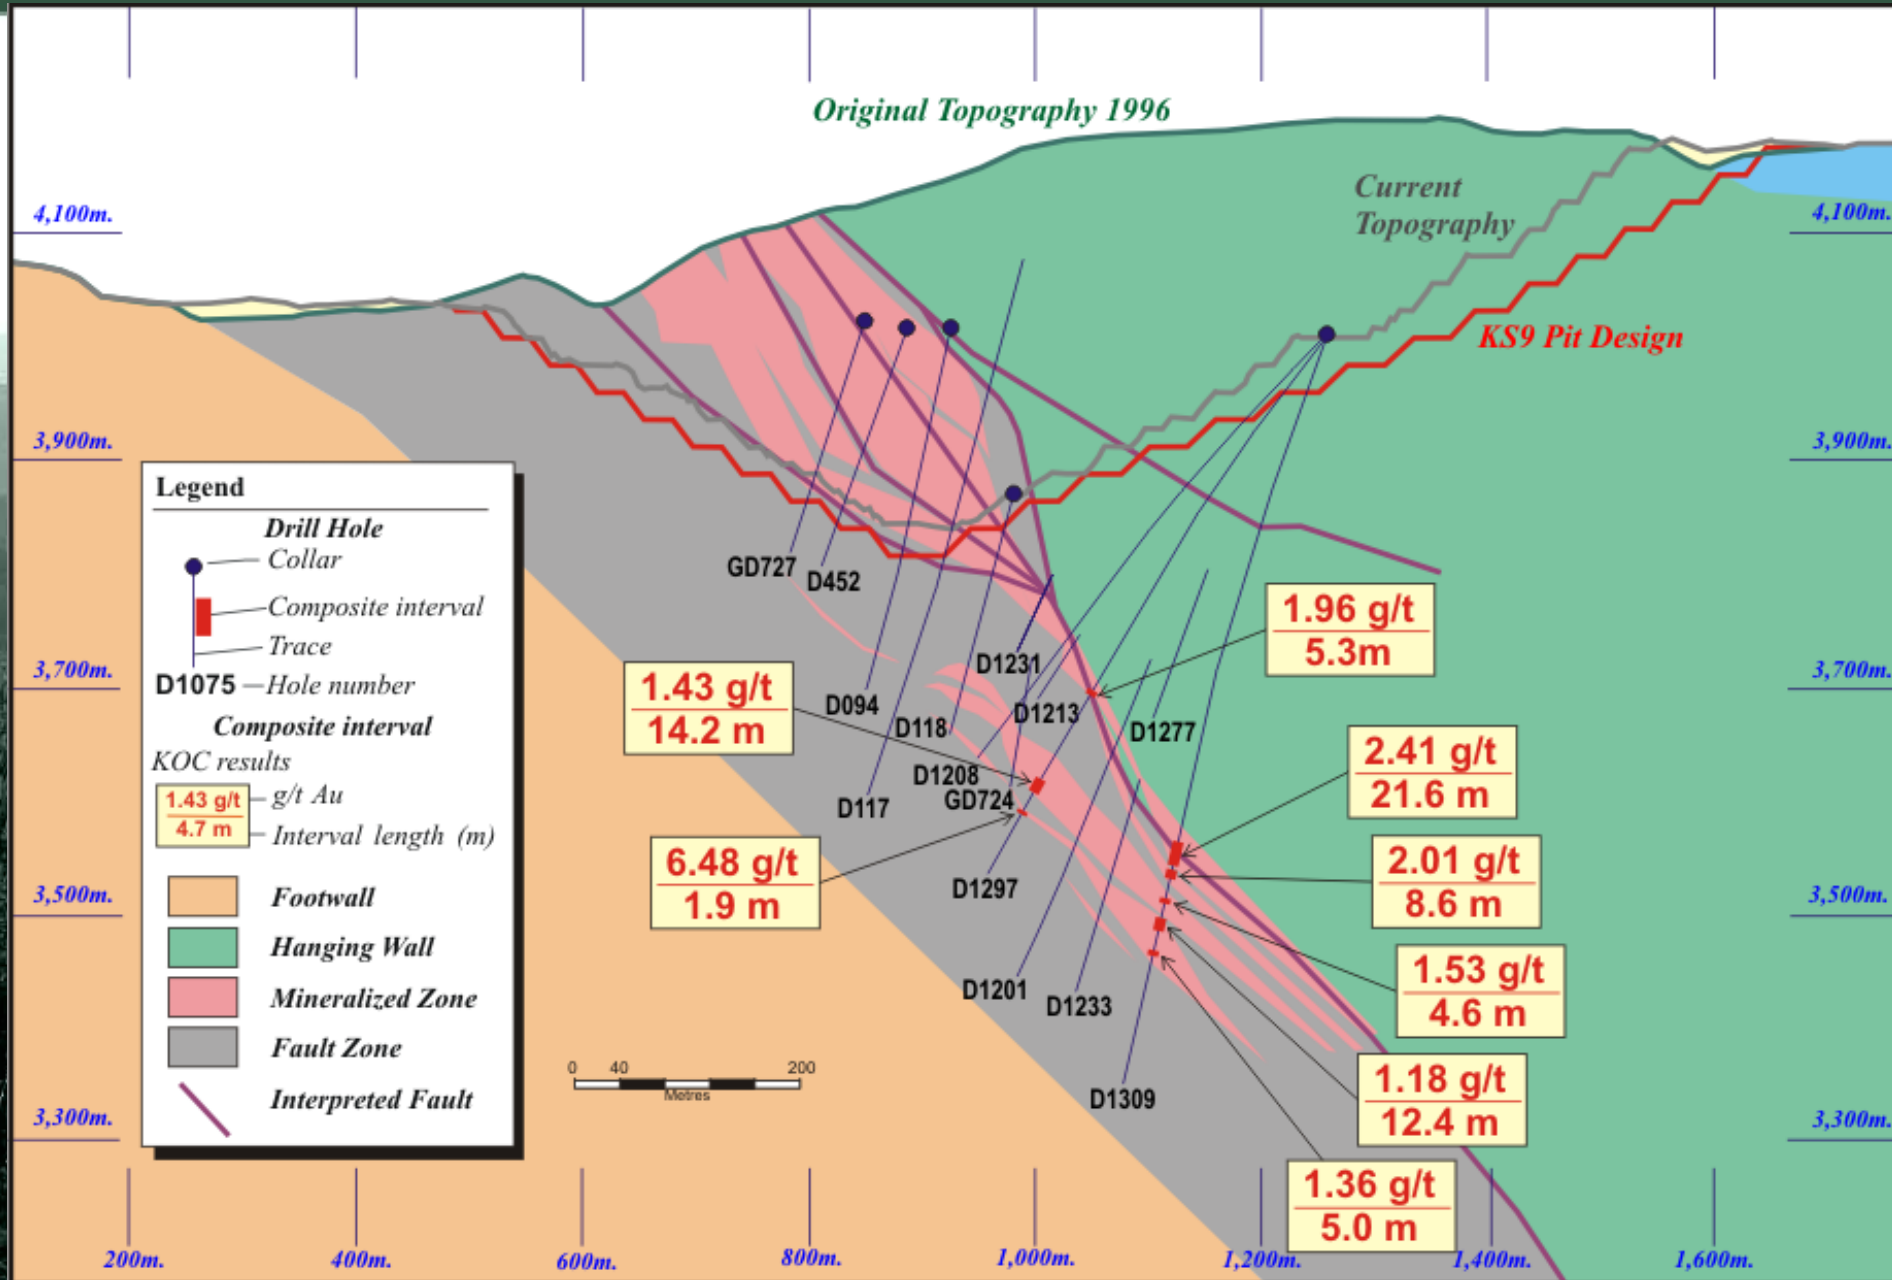 Original Topography 1996
Current
Topography
4,100m.
4,100m.
KS9 Pit Design
3,900m.
3,900m.
Legend
Drill Hole
Collar
Composite interval
Trace
D1075
Hole number
Composite interval
KOC results
1.43 g/t
4.7 m
g/t Au
Interval length (m)
Footwall
Hanging Wall
Mineralized Zone
Fault Zone
Interpreted Fault
GD727
D452
1.96 g/t
5.3m
D1231
3,700m.
3,700m.
1.43 g/t
14.2 m
D094
D118
D1213
D1277
2.41 g/t
21.6 m
D1208
GD724
D117
6.48 g/t
1.9 m
2.01 g/t
8.6 m
D1297
3,500m.
3,500m.
1.53 g/t
4.6 m
D1201
D1233
0 40 200
Metres
D1309
1.18 g/t
12.4 m
3,300m.
3,300m.
1.36 g/t
5.0 m
200m. 400m. 600m. 800m. 1,000m. 1,200m. 1,400m. 1,600m.